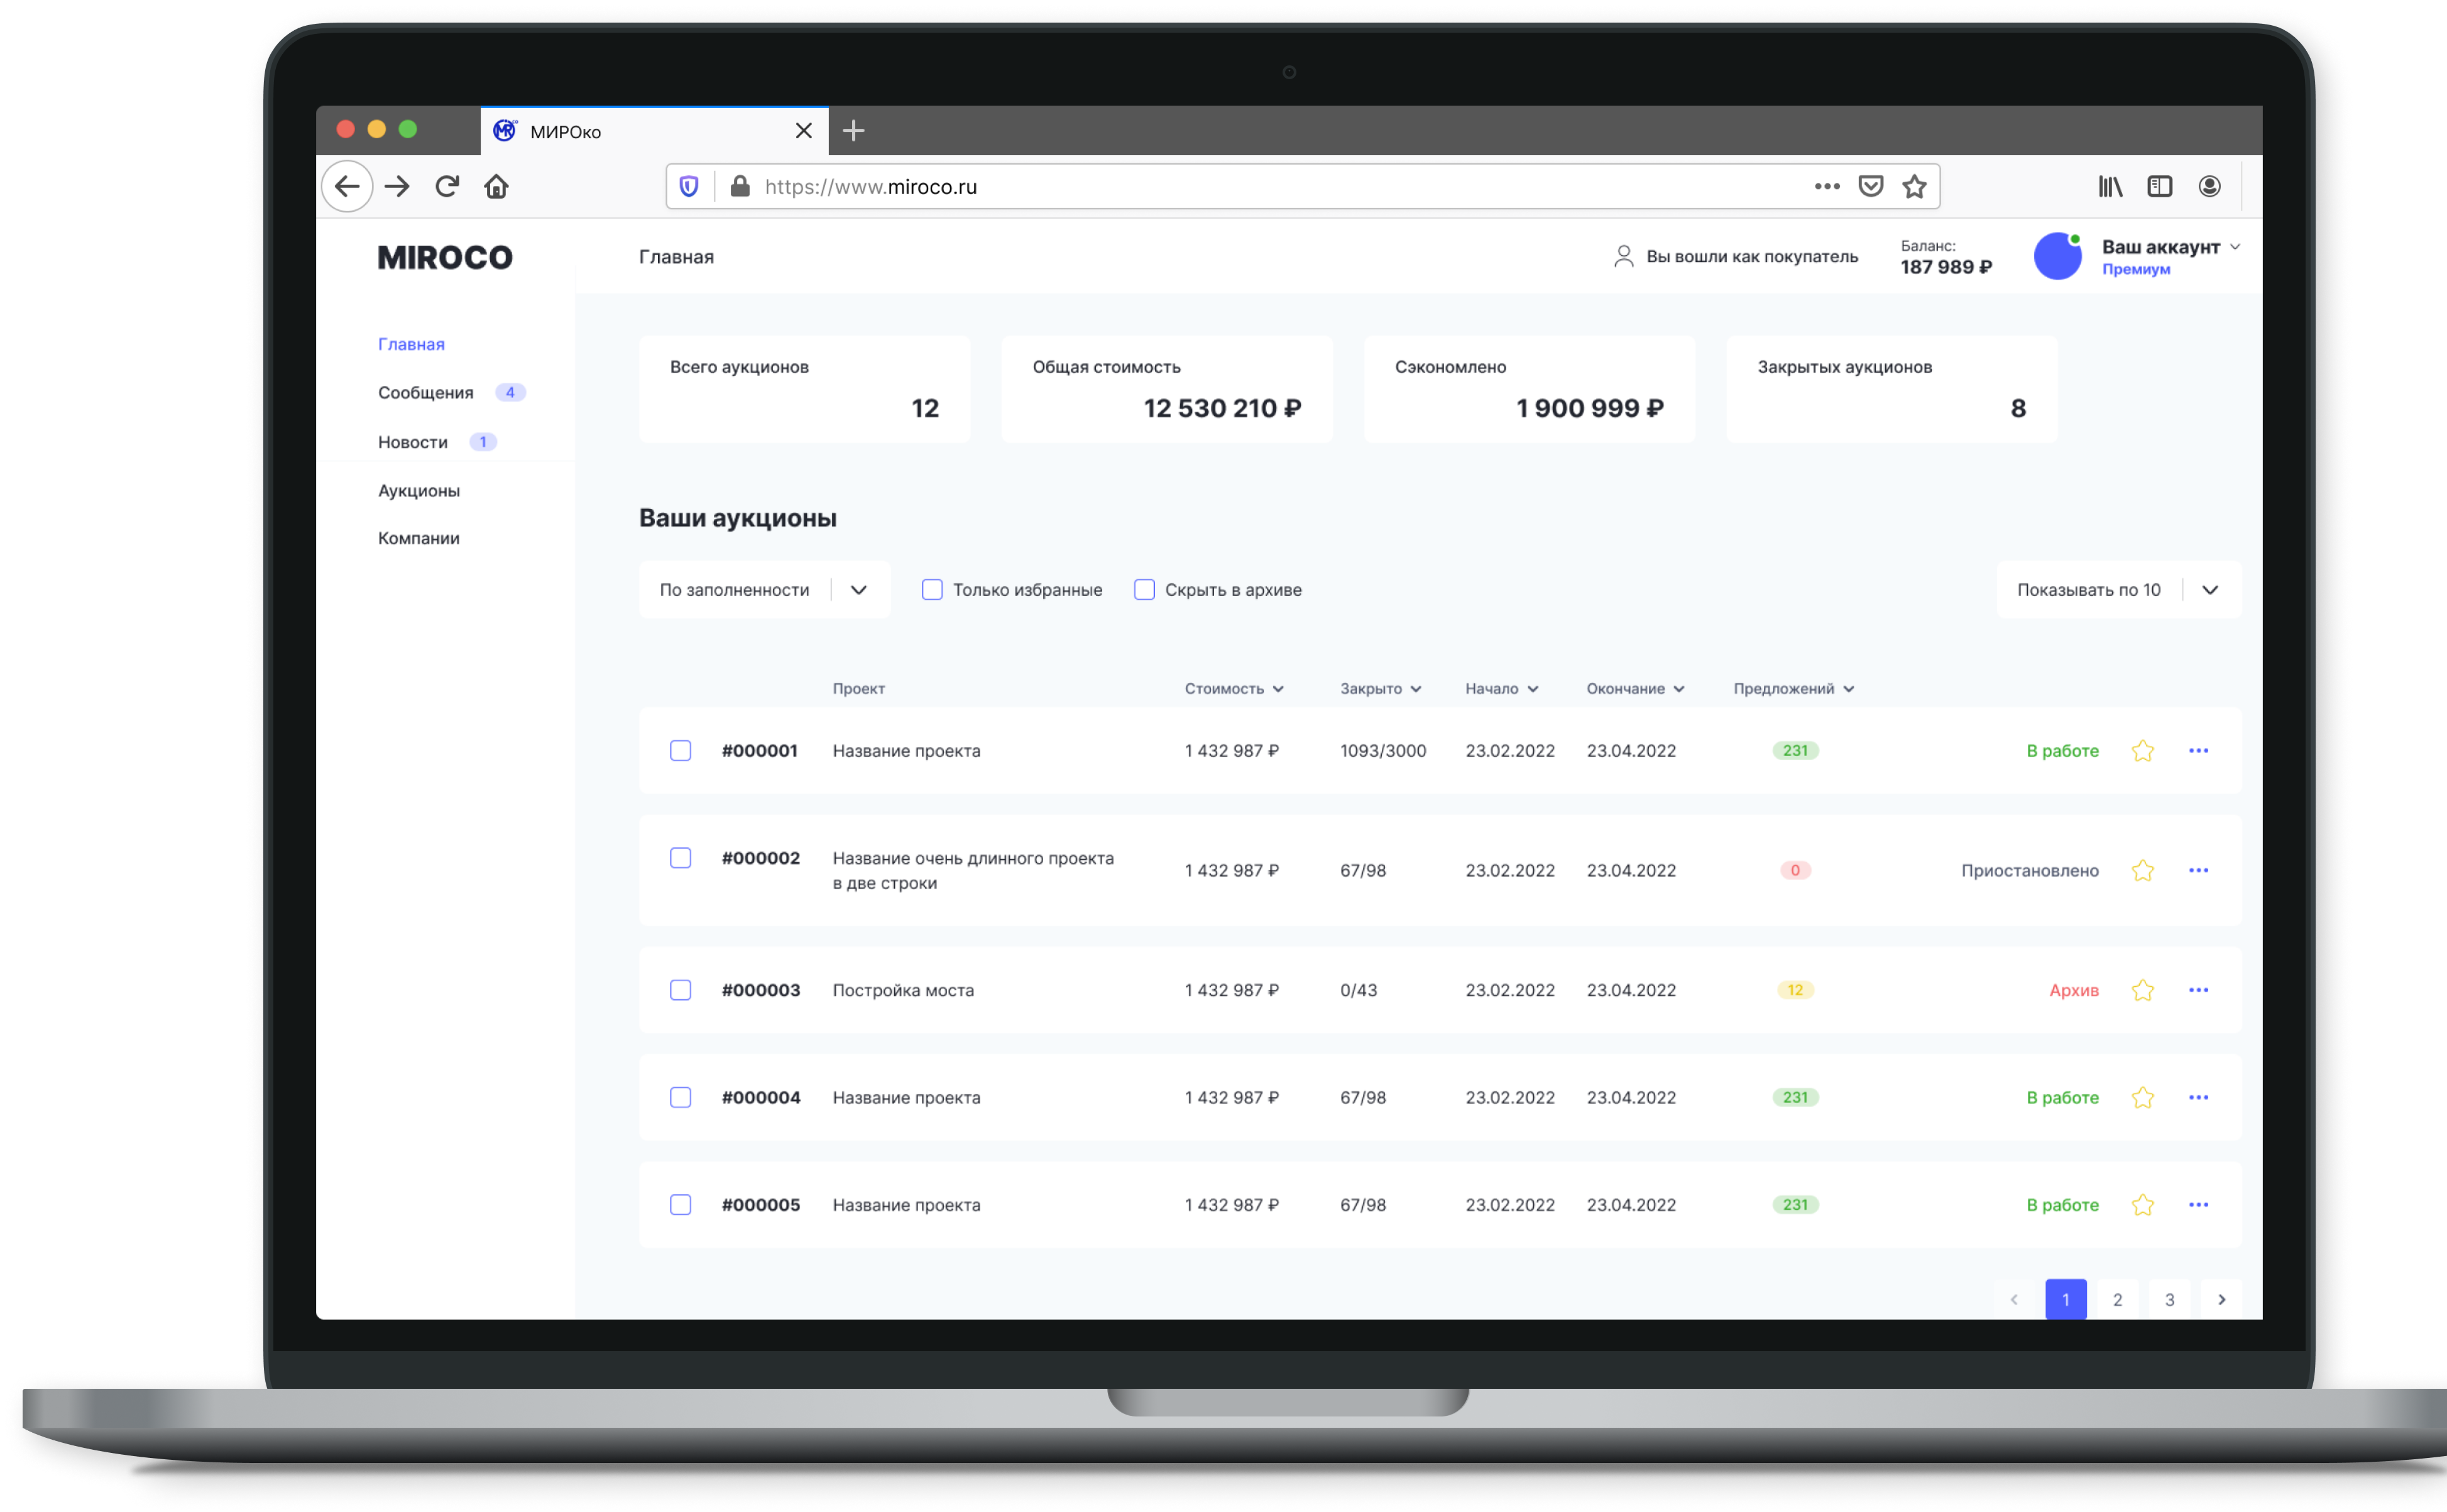 МИРОко
https://www.miroco.ru
MIROCO
Главная
Вы вошли как покупатель
Баланс:
187 989 ₽
Ваш аккаунт
Премиум
Главная
Сообщения 4
Новости 1
Аукционы
Компании
Всего аукционов
12
Общая стоимость
12 530 210 ₽
Сэкономлено
1 900 999 ₽
Закрытых аукционов
8
Ваши аукционы
По заполненности
Только избранные
Скрыть в архиве
Показывать по 10
Проект Стоимость Закрыто Начало Окончание Предложений
#000001 Название проекта 1 432 987 ₽ 1093/3000 23.02.2022 23.04.2022 231 В работе
#000002 Название очень длинного проекта
в две строки
1 432 987 ₽ 67/98 23.02.2022 23.04.2022 0 Приостановлено
#000003 Постройка моста 1 432 987 ₽ 0/43 23.02.2022 23.04.2022 12 Архив
#000004 Название проекта 1 432 987 ₽ 67/98 23.02.2022 23.04.2022 231 В работе
#000005 Название проекта 1 432 987 ₽ 67/98 23.02.2022 23.04.2022 231 В работе
1 2 3